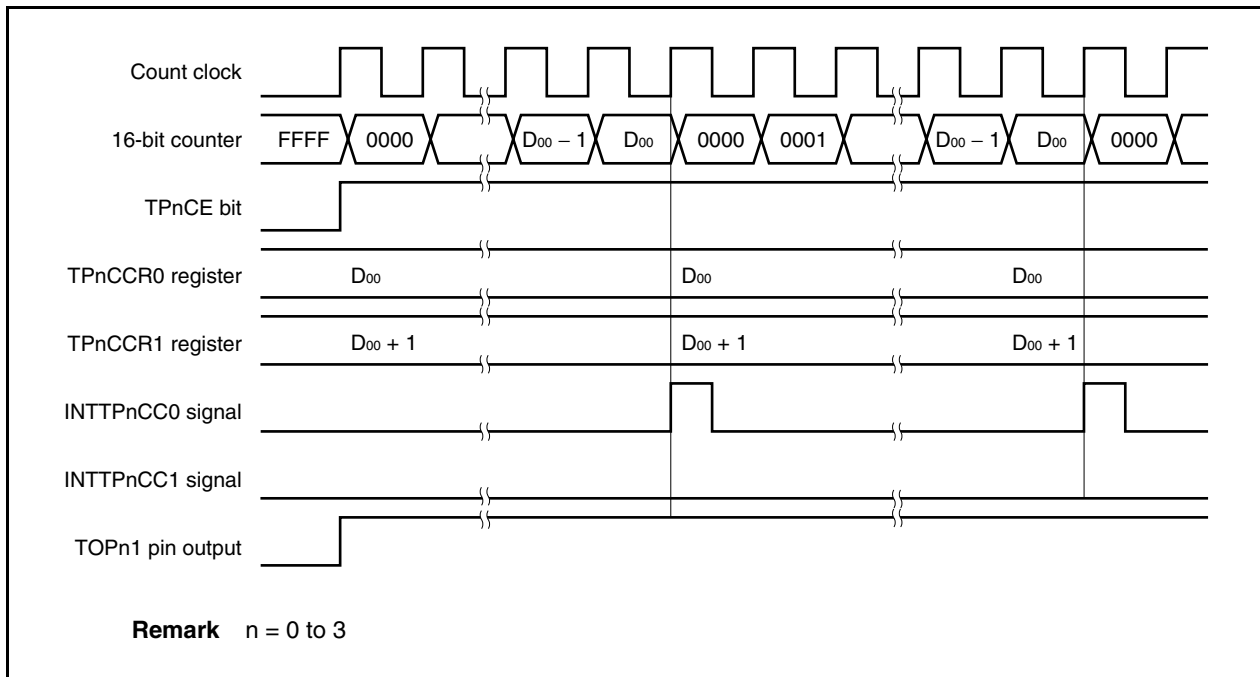 Count clock
16-bit counter FFFF 0000 D00 − 1 D00 0000 0001 D00 − 1 D00 0000
TPnCE bit
TPnCCR0 register D00 D00 D00
TPnCCR1 register D00 + 1 D00 + 1 D00 + 1
INTTPnCC0 signal
INTTPnCC1 signal
TOPn1 pin output
Remark n = 0 to 3